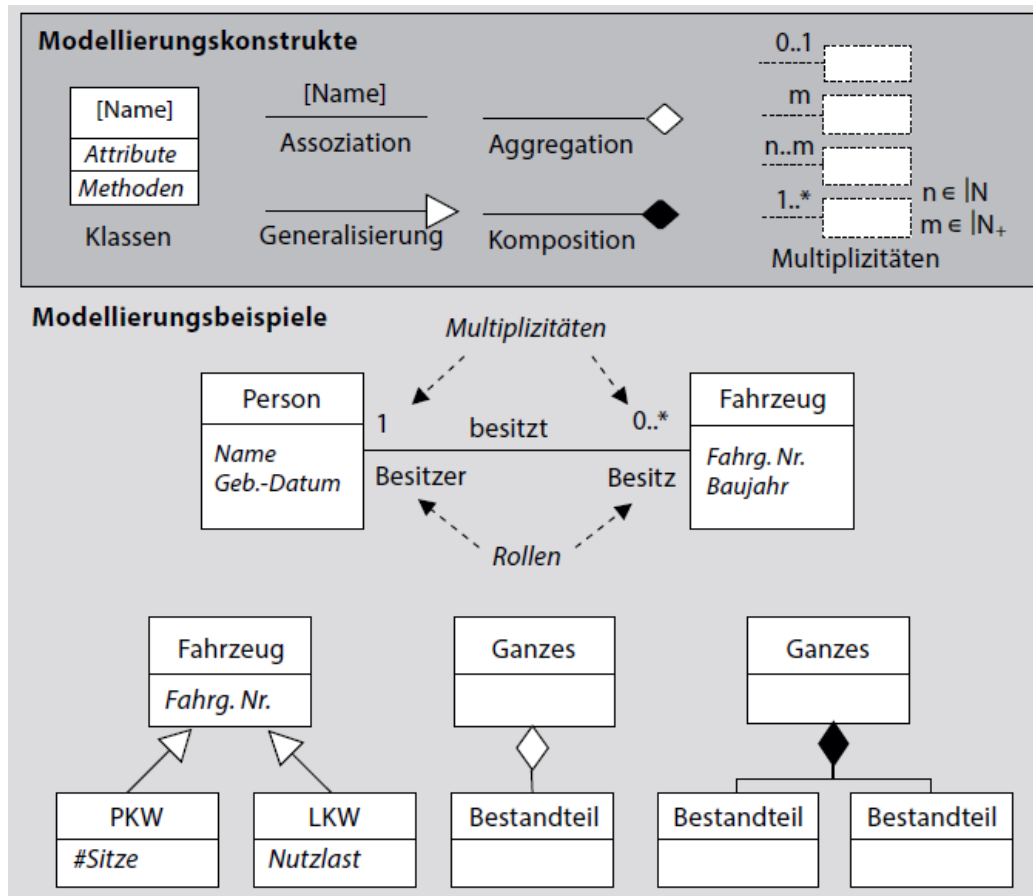 Modellierungskonstrukte
[Name]
Attribute
Methoden
Klassen
[Name]
Assoziation
Generalisierung
Aggregation
Komposition
0..1
m
n..m
1..*
n ∈ |N
m ∈ |N+
Multiplizitäten
Modellierungsbeispiele
Multiplizitäten
Person
Name
Geb.-Datum
1
besitzt
0..*
Besitzer
Besitz
Fahrzeug
Fahrg. Nr.
Baujahr
Rollen
Fahrzeug
Fahrg. Nr.
PKW
#Sitze
LKW
Nutzlast
Ganzes
Bestandteil
Ganzes
Bestandteil
Bestandteil